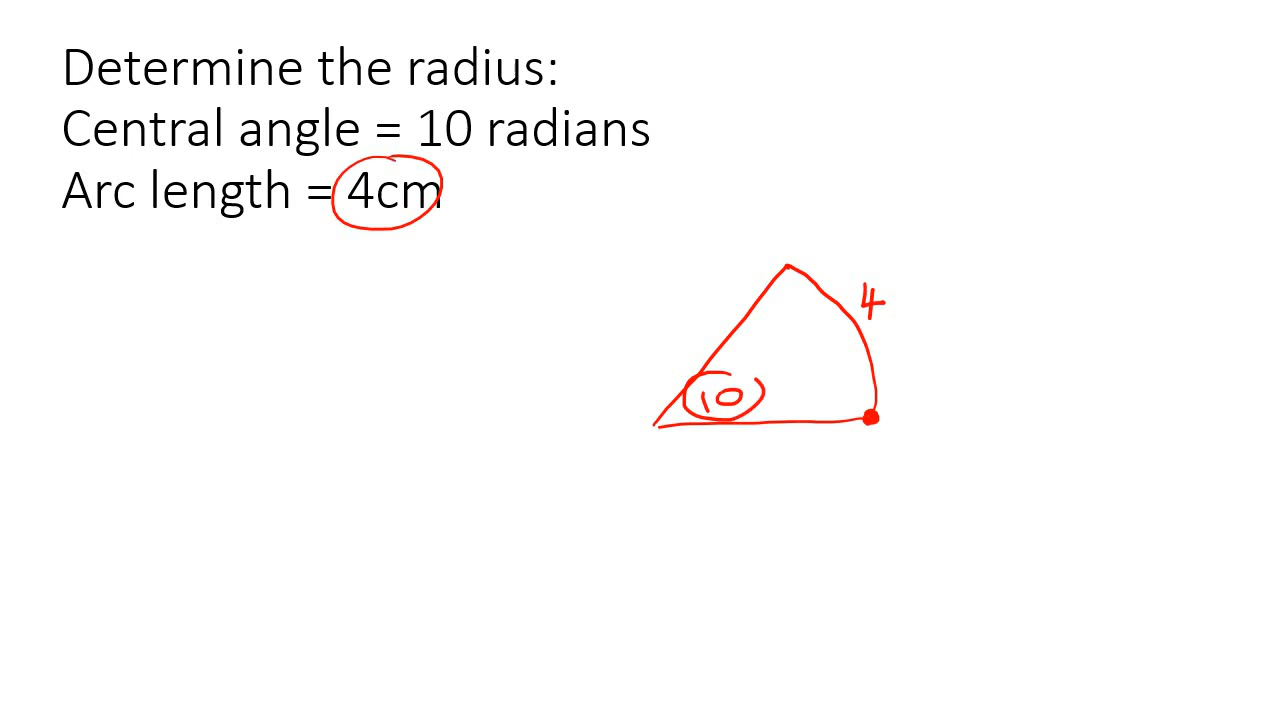 Determine the radius:
Central angle = 10 radians
Arc length = 4cm
4
10